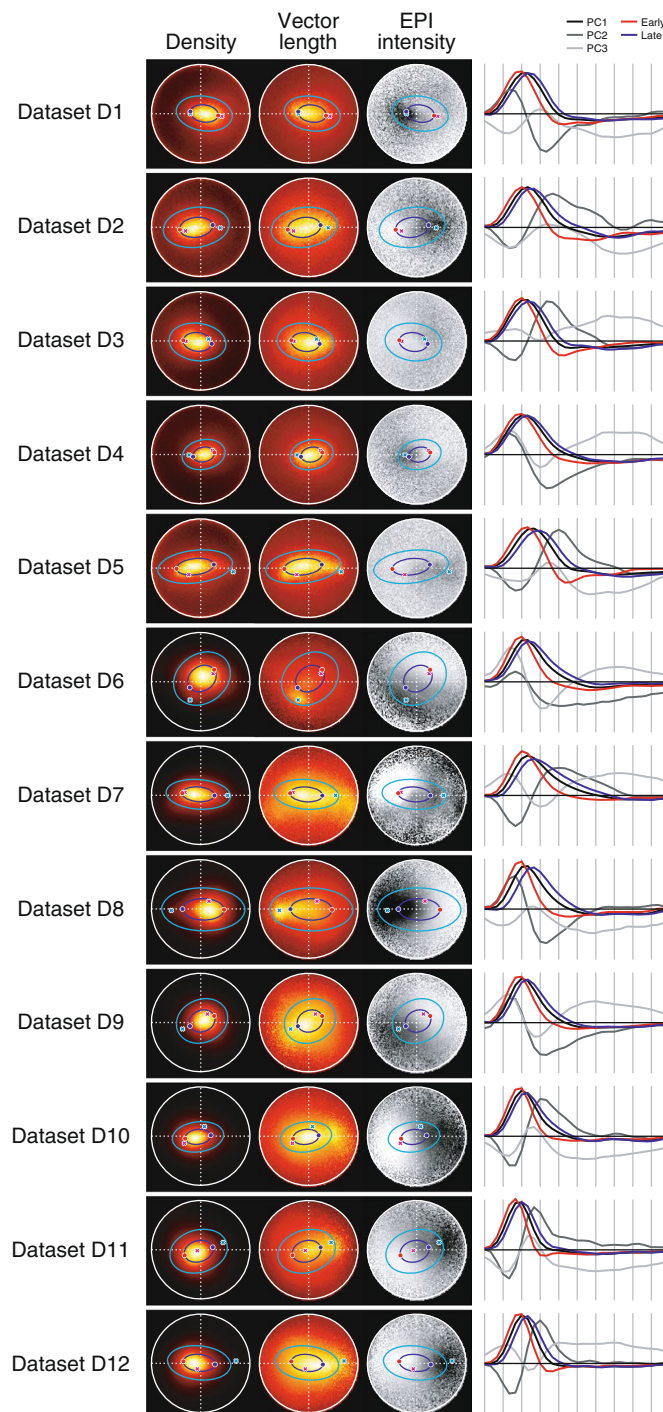 Density
Vector
length
EPI
intensity
PC1
PC2
PC3
Early
Late
Dataset D1
Dataset D2
Dataset D3
Dataset D4
Dataset D5
Dataset D6
Dataset D7
Dataset D8
Dataset D9
Dataset D10
Dataset D11
Dataset D12